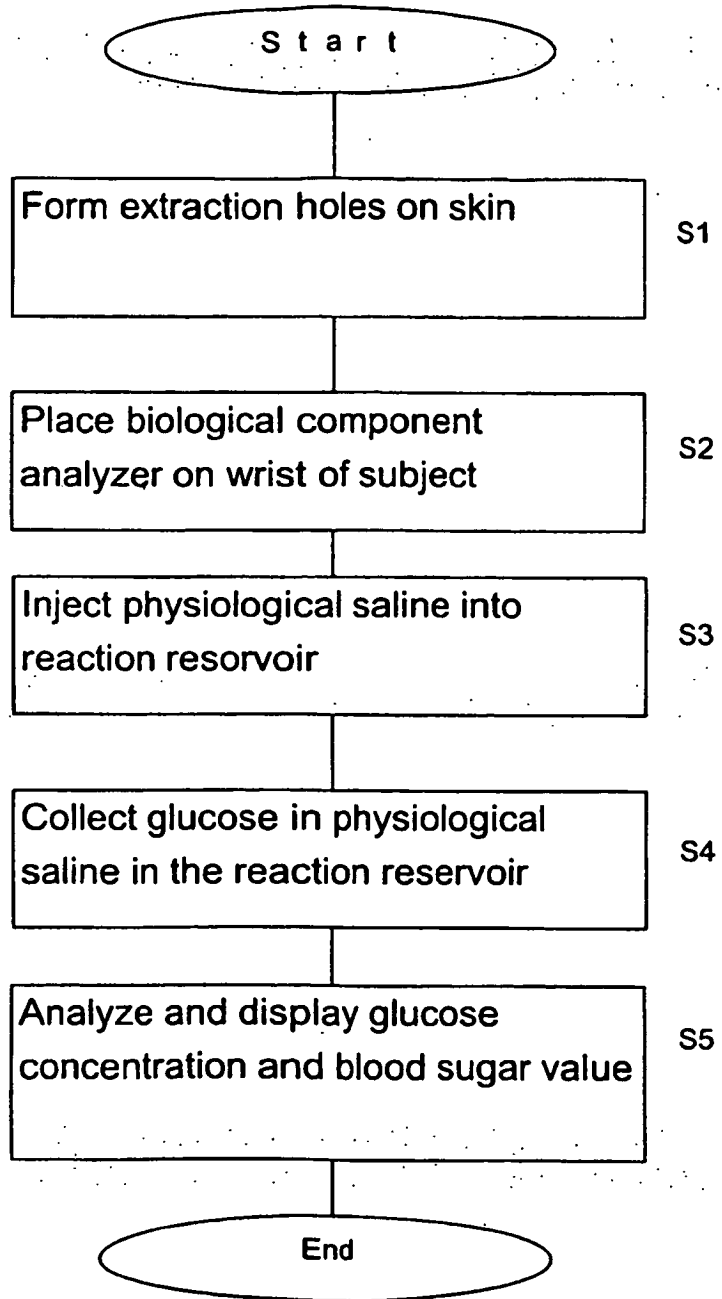 Start
Form extraction holes on skin
S1
Place biological component
analyzer on wrist of subject
S2
Inject physiological saline into
reaction resorvoir
S3
Collect glucose in physiological
saline in the reaction reservoir
S4
Analyze and display glucose
concentration and blood sugar value
S5
End